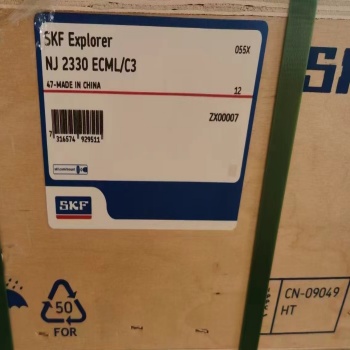 SKF Explorer
055X
NJ 2330 ECML/C3
47-MADE IN CHINA
12
ZX00007
7 316574 929511
SKF
50
FOR
CN-09049
HT